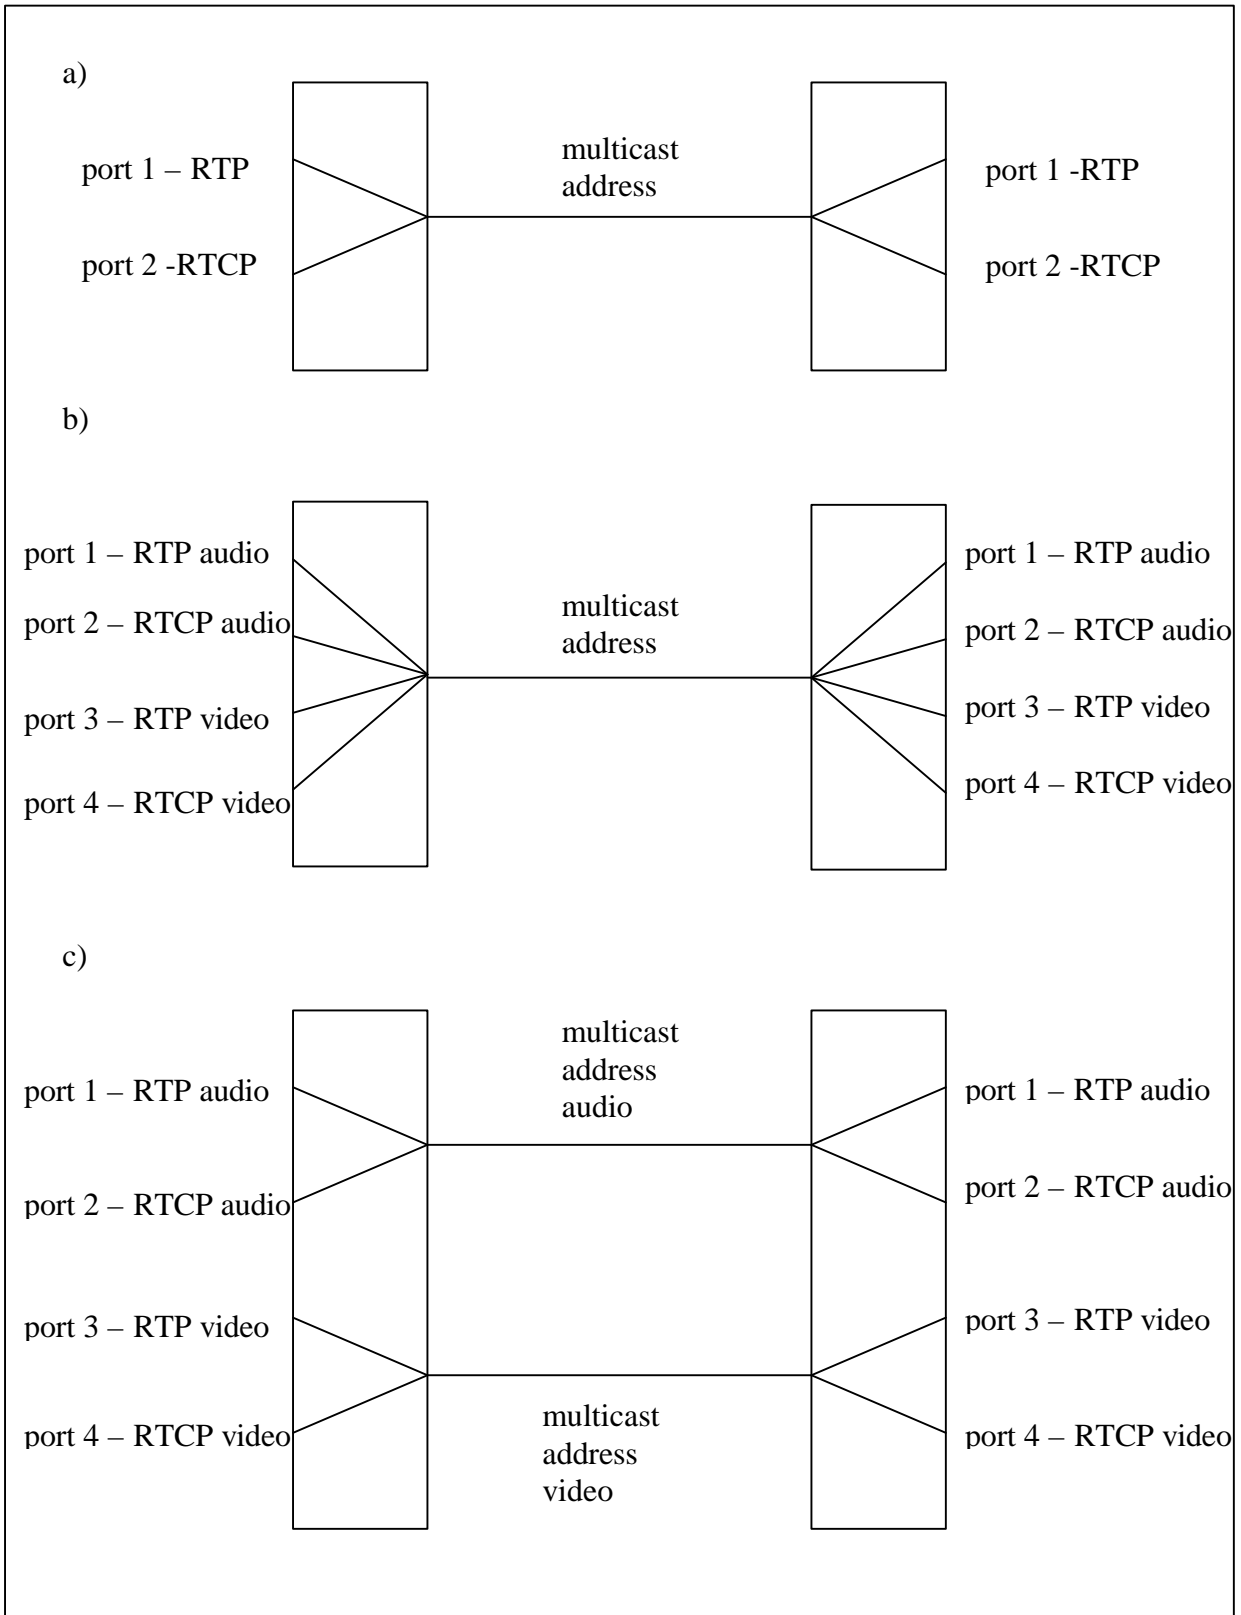 a)
port 1 – RTP
port 2 -RTCP
multicast
address
port 1 -RTP
port 2 -RTCP
b)
port 1 – RTP audio
port 2 – RTCP audio
port 3 – RTP video
port 4 – RTCP video
multicast
address
port 1 – RTP audio
port 2 – RTCP audio
port 3 – RTP video
port 4 – RTCP video
c)
port 1 – RTP audio
port 2 – RTCP audio
port 3 – RTP video
port 4 – RTCP video
multicast
address
audio
multicast
address
video
port 1 – RTP audio
port 2 – RTCP audio
port 3 – RTP video
port 4 – RTCP video